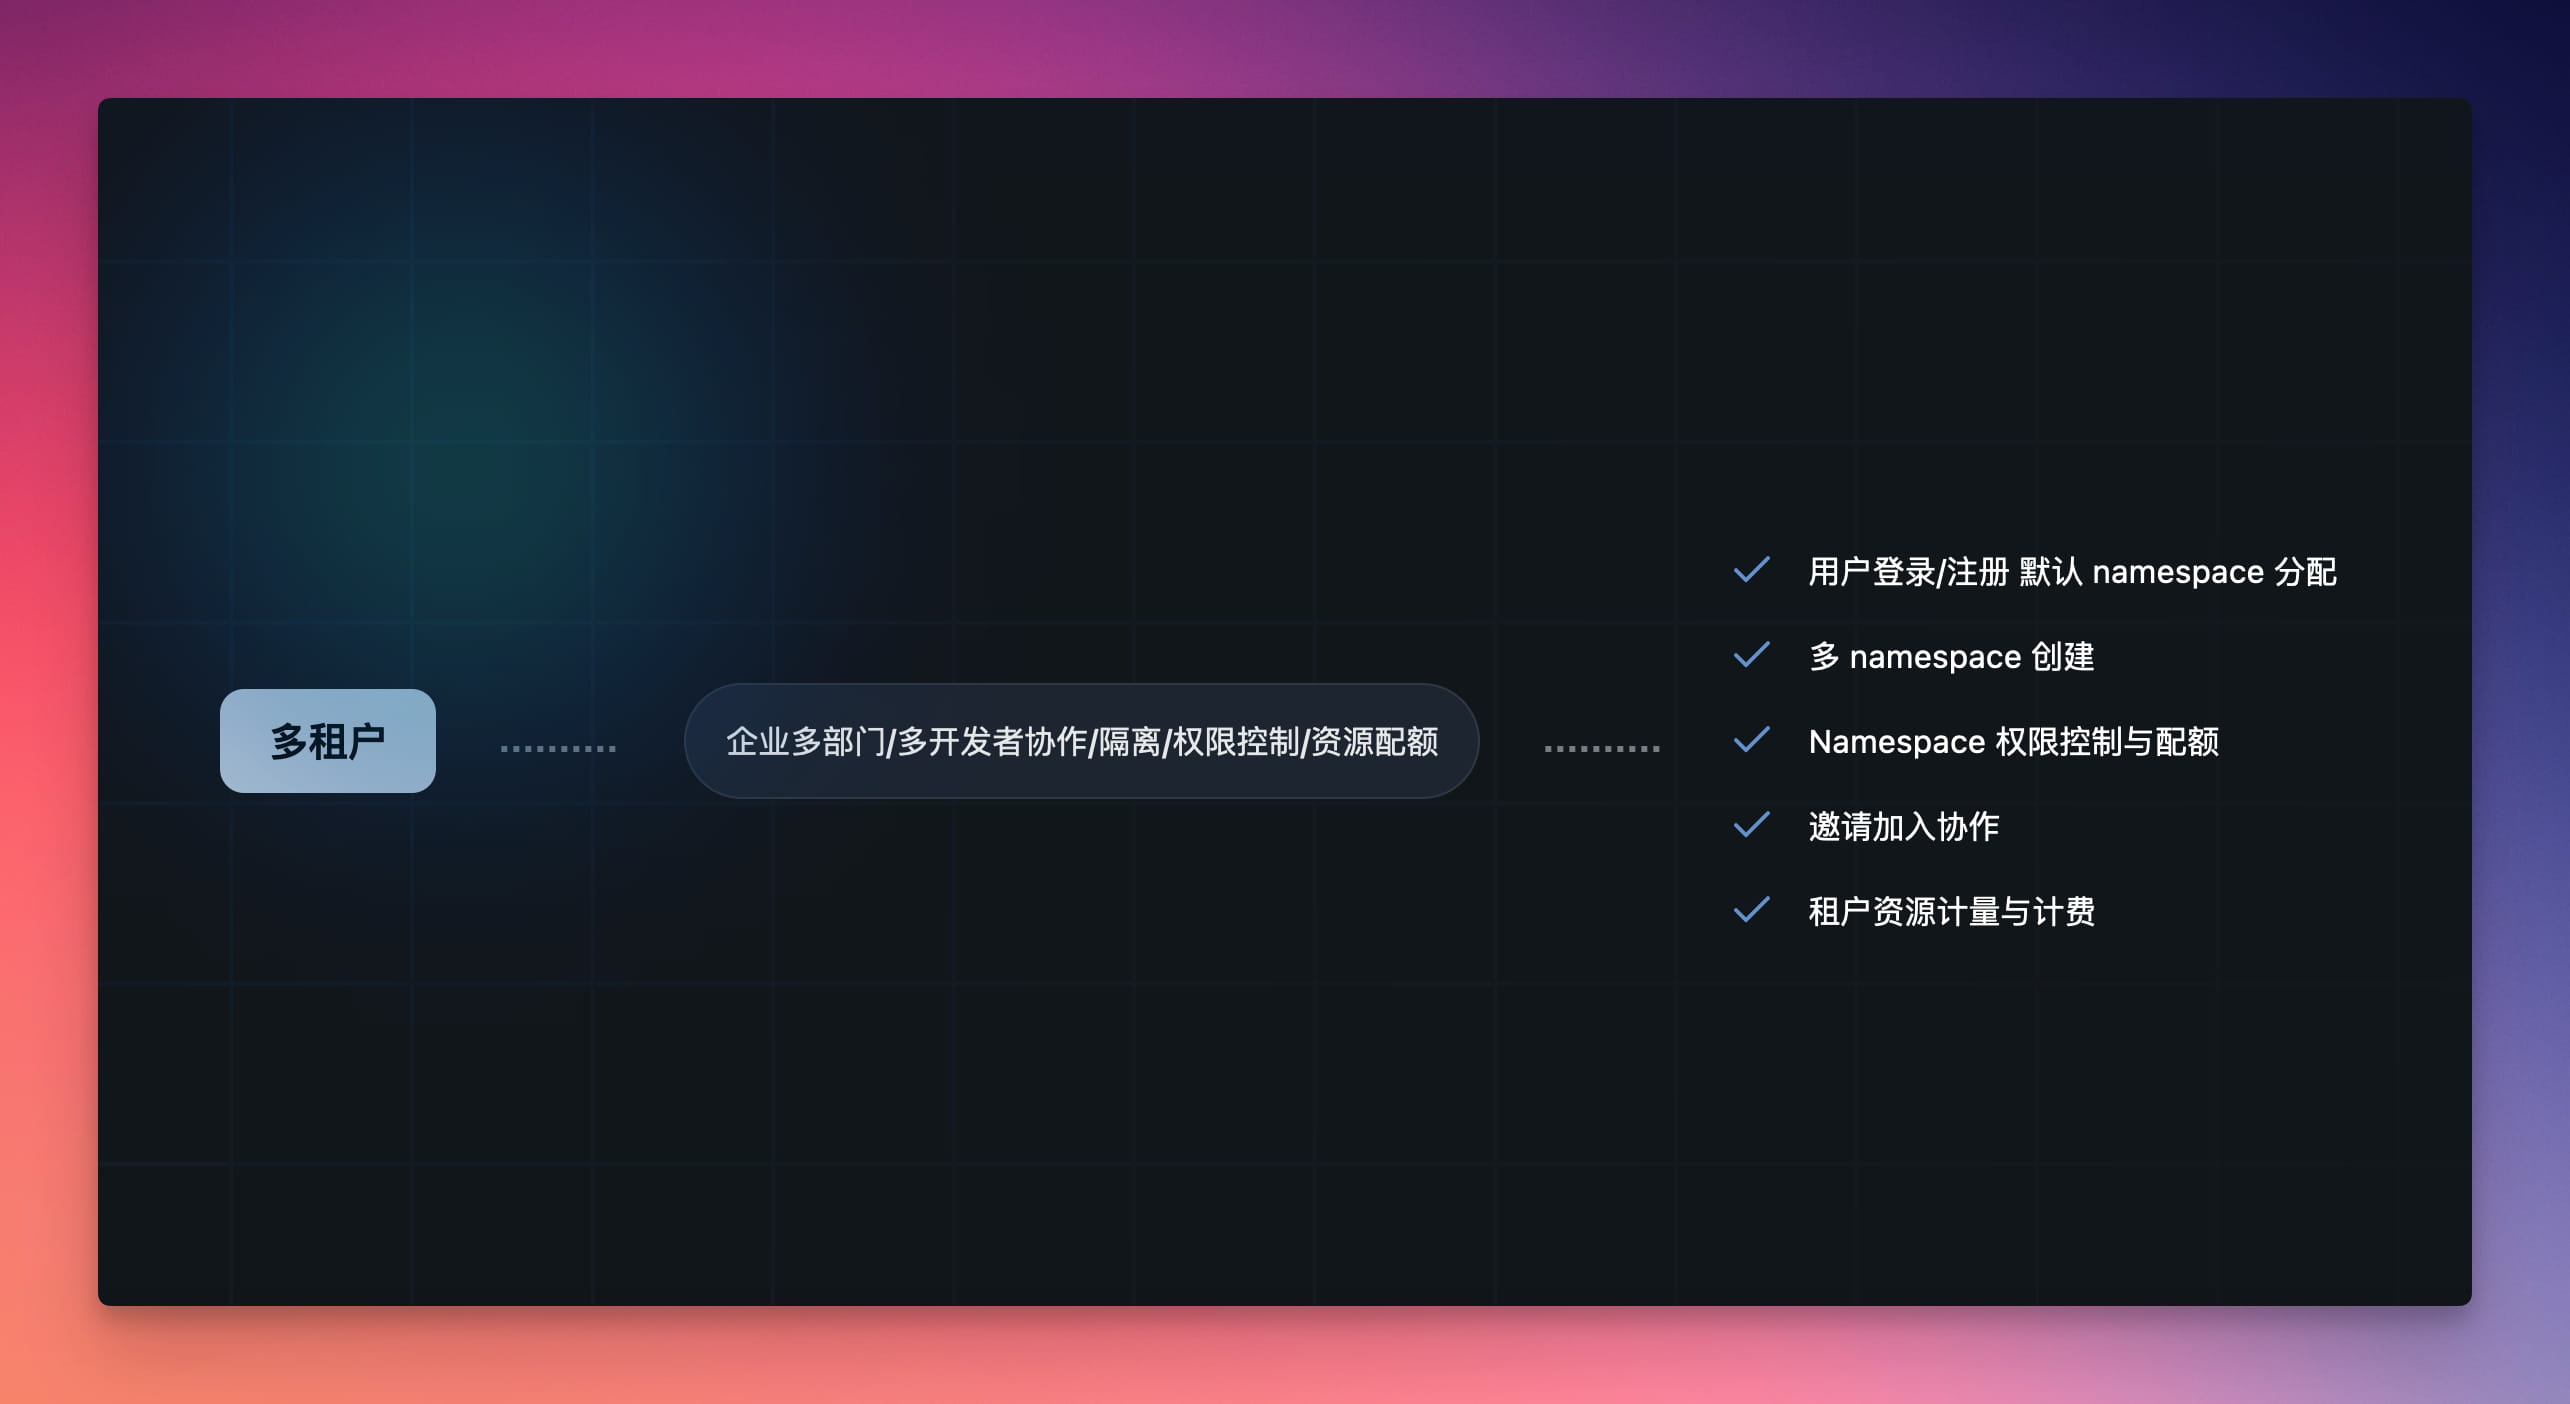 多租户
企业多部门/多开发者协作/隔离/权限控制/资源配额
用户登录/注册 默认 namespace 分配
多 namespace 创建
Namespace 权限控制与配额
邀请加入协作
租户资源计量与计费